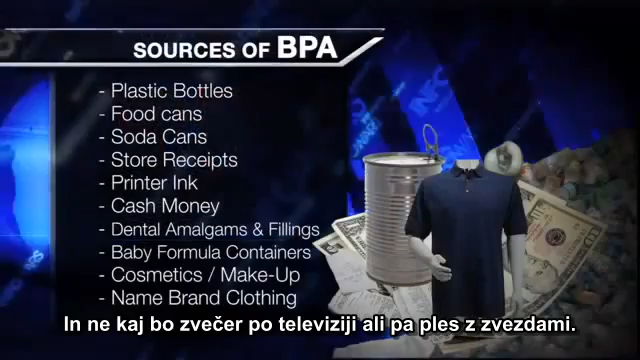 SOURCES OF BPA
- Plastic Bottles
- Food cans
- Soda Cans
- Store Receipts
- Printer Ink
- Cash Money
- Dental Amalgams & Fillings
- Baby Formula Containers
- Cosmetics / Make-Up
- Name Brand Clothing
In ne kaj bo zvečer po televiziji ali pa ples z zvezdami.